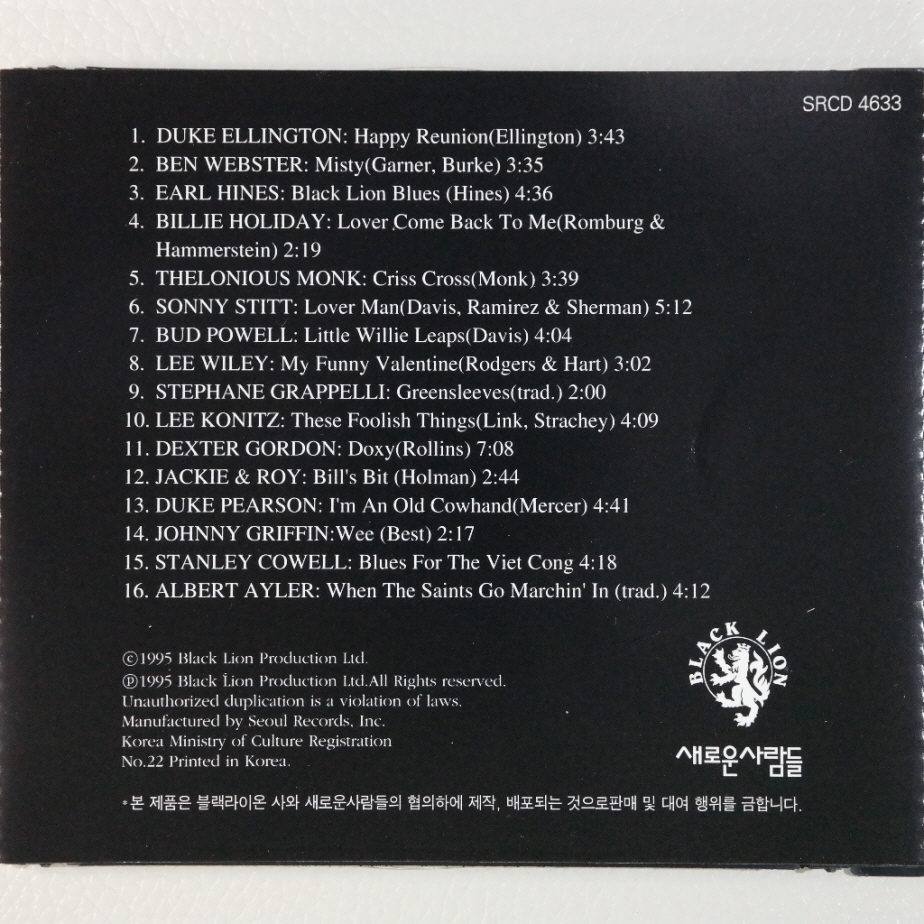 SRCD 4633
1. DUKE ELLINGTON: Happy Reunion(Ellington) 3:43
2. BEN WEBSTER: Misty(Garner, Burke) 3:35
3. EARL HINES: Black Lion Blues (Hines) 4:36
4. BILLIE HOLIDAY: Lover Come Back To Me(Romburg &
Hammerstein) 2:19
5. THELONIOUS MONK: Criss Cross(Monk) 3:39
6. SONNY STITT: Lover Man(Davis, Ramirez & Sherman) 5:12
7. BUD POWELL: Little Willie Leaps(Davis) 4:04
8. LEE WILEY: My Funny Valentine(Rodgers & Hart) 3:02
9. STEPHANE GRAPPELLI: Greensleeves(trad.) 2:00
10. LEE KONITZ: These Foolish Things(Link, Strachey) 4:09
11. DEXTER GORDON: Doxy(Rollins) 7:08
12. JACKIE & ROY: Bill's Bit (Holman) 2:44
13. DUKE PEARSON: I'm An Old Cowhand(Mercer) 4:41
14. JOHNNY GRIFFIN:Wee (Best) 2:17
15. STANLEY COWELL: Blues For The Viet Cong 4:18
16. ALBERT AYLER: When The Saints Go Marchin' In (trad.) 4:12
©1995 Black Lion Production Ltd.
℗1995 Black Lion Production Ltd.All Rights reserved.
Unauthorized duplication is a violation of laws.
Manufactured by Seoul Records, Inc.
Korea Ministry of Culture Registration
No.22 Printed in Korea.
BLACK LION
새로운사람들
*본 제품은 블랙라이온 사와 새로운사람들의 협의하에 제작, 배포되는 것으로판매 및 대여 행위를 금합니다.